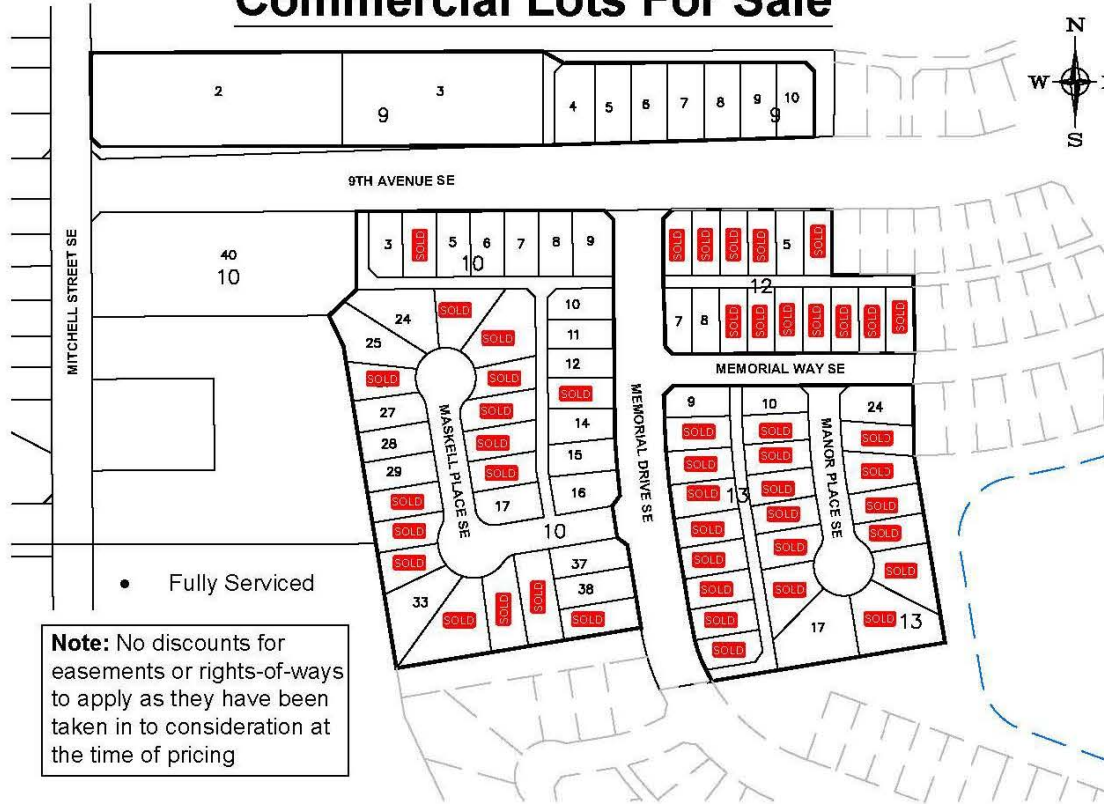 Commercial Lots For Sale
N
W
S
2
3
9
4
5
6
7
8
9
10
9
9TH AVENUE SE
MITCHELL STREET SE
40
10
3
SOLD
5
6
7
8
9
10
SOLD
SOLD
SOLD
SOLD
5
SOLD
12
7
8
SOLD
SOLD
SOLD
SOLD
SOLD
SOLD
SOLD
MEMORIAL WAY SE
MEMORIAL DRIVE SE
24
SOLD
SOLD
25
SOLD
SOLD
27
SOLD
28
SOLD
29
SOLD
SOLD
17
SOLD
SOLD
33
MASKELL PLACE SE
10
11
12
SOLD
14
15
16
10
37
38
SOLD
SOLD
SOLD
SOLD
9
SOLD
SOLD
SOLD
13
SOLD
SOLD
SOLD
SOLD
SOLD
10
SOLD
SOLD
SOLD
SOLD
SOLD
SOLD
17
MANOR PLACE SE
24
SOLD
SOLD
SOLD
SOLD
SOLD
SOLD
13
• Fully Serviced
Note: No discounts for
easements or rights-of-ways
to apply as they have been
taken in to consideration at
the time of pricing